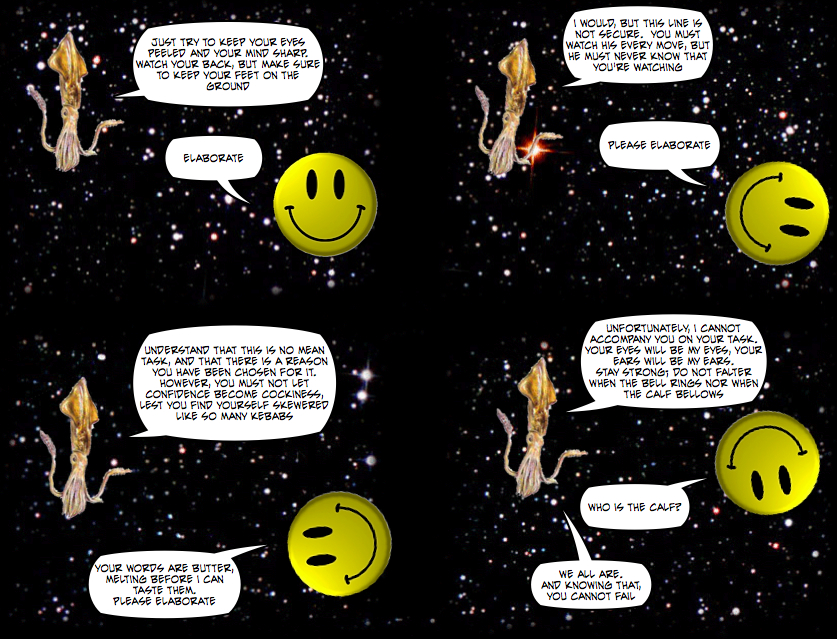 JUST TRY TO KEEP YOUR EYES
PEELED AND YOUR MIND SHARP.
WATCH YOUR BACK, BUT MAKE SURE
TO KEEP YOUR FEET ON THE
GROUND
ELABORATE
I WOULD, BUT THIS LINE IS
NOT SECURE. YOU MUST
WATCH HIS EVERY MOVE, BUT
HE MUST NEVER KNOW THAT
YOU'RE WATCHING
PLEASE ELABORATE
UNDERSTAND THAT THIS IS NO MEAN
TASK, AND THAT THERE IS A REASON
YOU HAVE BEEN CHOSEN FOR IT.
HOWEVER, YOU MUST NOT LET
CONFIDENCE BECOME COCKINESS,
LEST YOU FIND YOURSELF SKEWERED
LIKE SO MANY KEBABS
YOUR WORDS ARE BUTTER,
MELTING BEFORE I CAN
TASTE THEM.
PLEASE ELABORATE
UNFORTUNATELY, I CANNOT
ACCOMPANY YOU ON YOUR TASK.
YOUR EYES WILL BE MY EYES, YOUR
EARS WILL BE MY EARS.
STAY STRONG; DO NOT FALTER
WHEN THE BELL RINGS NOR WHEN
THE CALF BELLOWS
WHO IS THE CALF?
WE ALL ARE.
AND KNOWING THAT,
YOU CANNOT FAIL